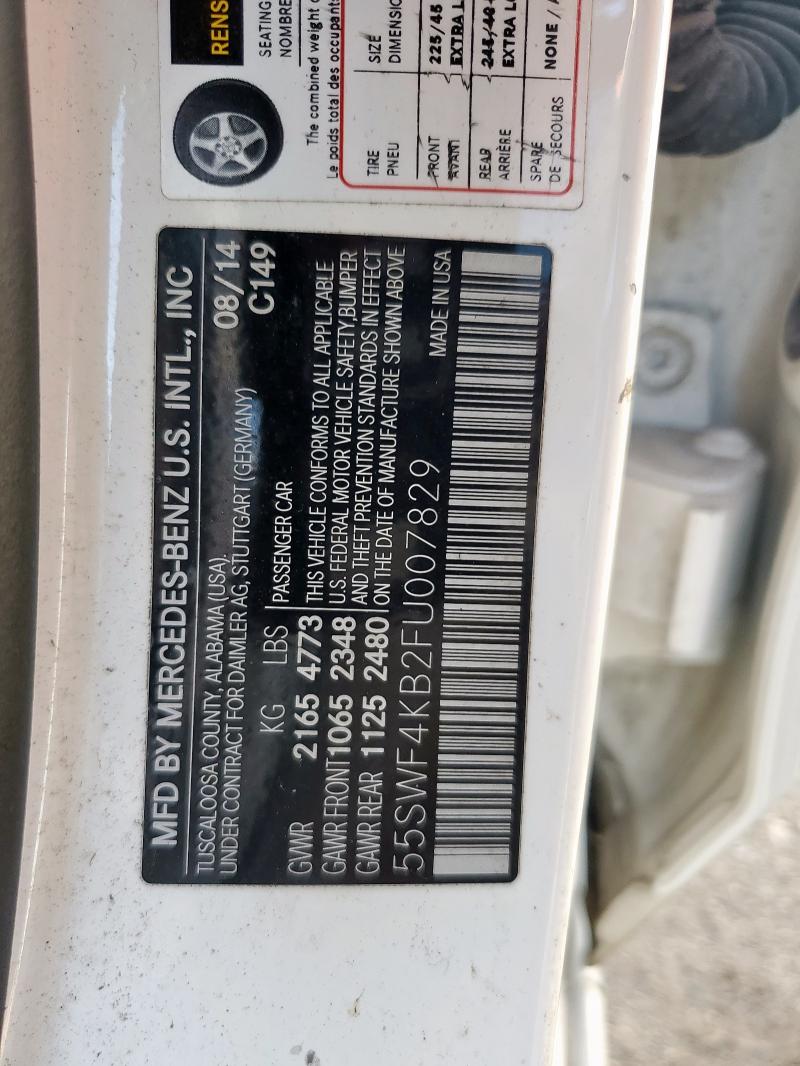 MFD BY MERCEDES-BENZ U.S. INTL., INC
TUSCALOOSA COUNTY, ALABAMA (USA).
08/14
UNDER CONTRACT FOR DAIMLER AG, STUTTGART (GERMANY)
C149
KG LBS
PASSENGER CAR
GVWR 2165 4773
GAWR FRONT 1065 2348
GAWR REAR 1125 2480
THIS VEHICLE CONFORMS TO ALL APPLICABLE
U.S. FEDERAL MOTOR VEHICLE SAFETY,BUMPER
AND THEFT PREVENTION STANDARDS IN EFFECT
ON THE DATE OF MANUFACTURE SHOWN ABOVE
55SWF4KB2FU007829
MADE IN USA
RENS
SEATING
NOMBRE
The combined weight
Le poids total des occupant
TIRE SIZE
PNEU DIMENSIO
FRONT 225/45
AVANT EXTRA L
REAR 245/40
ARRIÈRE EXTRA LO
SPARE NONE /
DE SECOURS